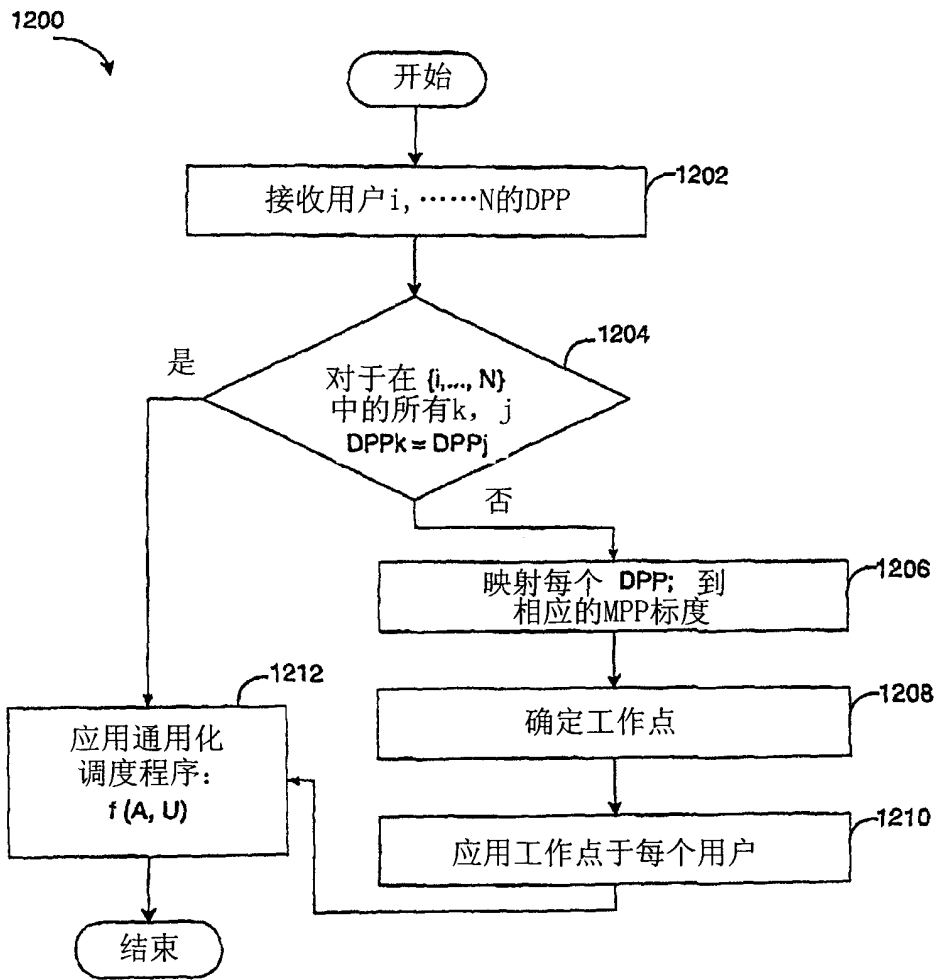 1200
开始
接收用户i,……N的DPP
1202
1204
是
对于在 {i,..., N}
中的所有k, j
DPPk = DPPj
否
映射每个 DPP; 到
相应的MPP标度
1206
1212
确定工作点
1208
应用通用化
调度程序:
f (A, U)
应用工作点于每个用户
1210
结束